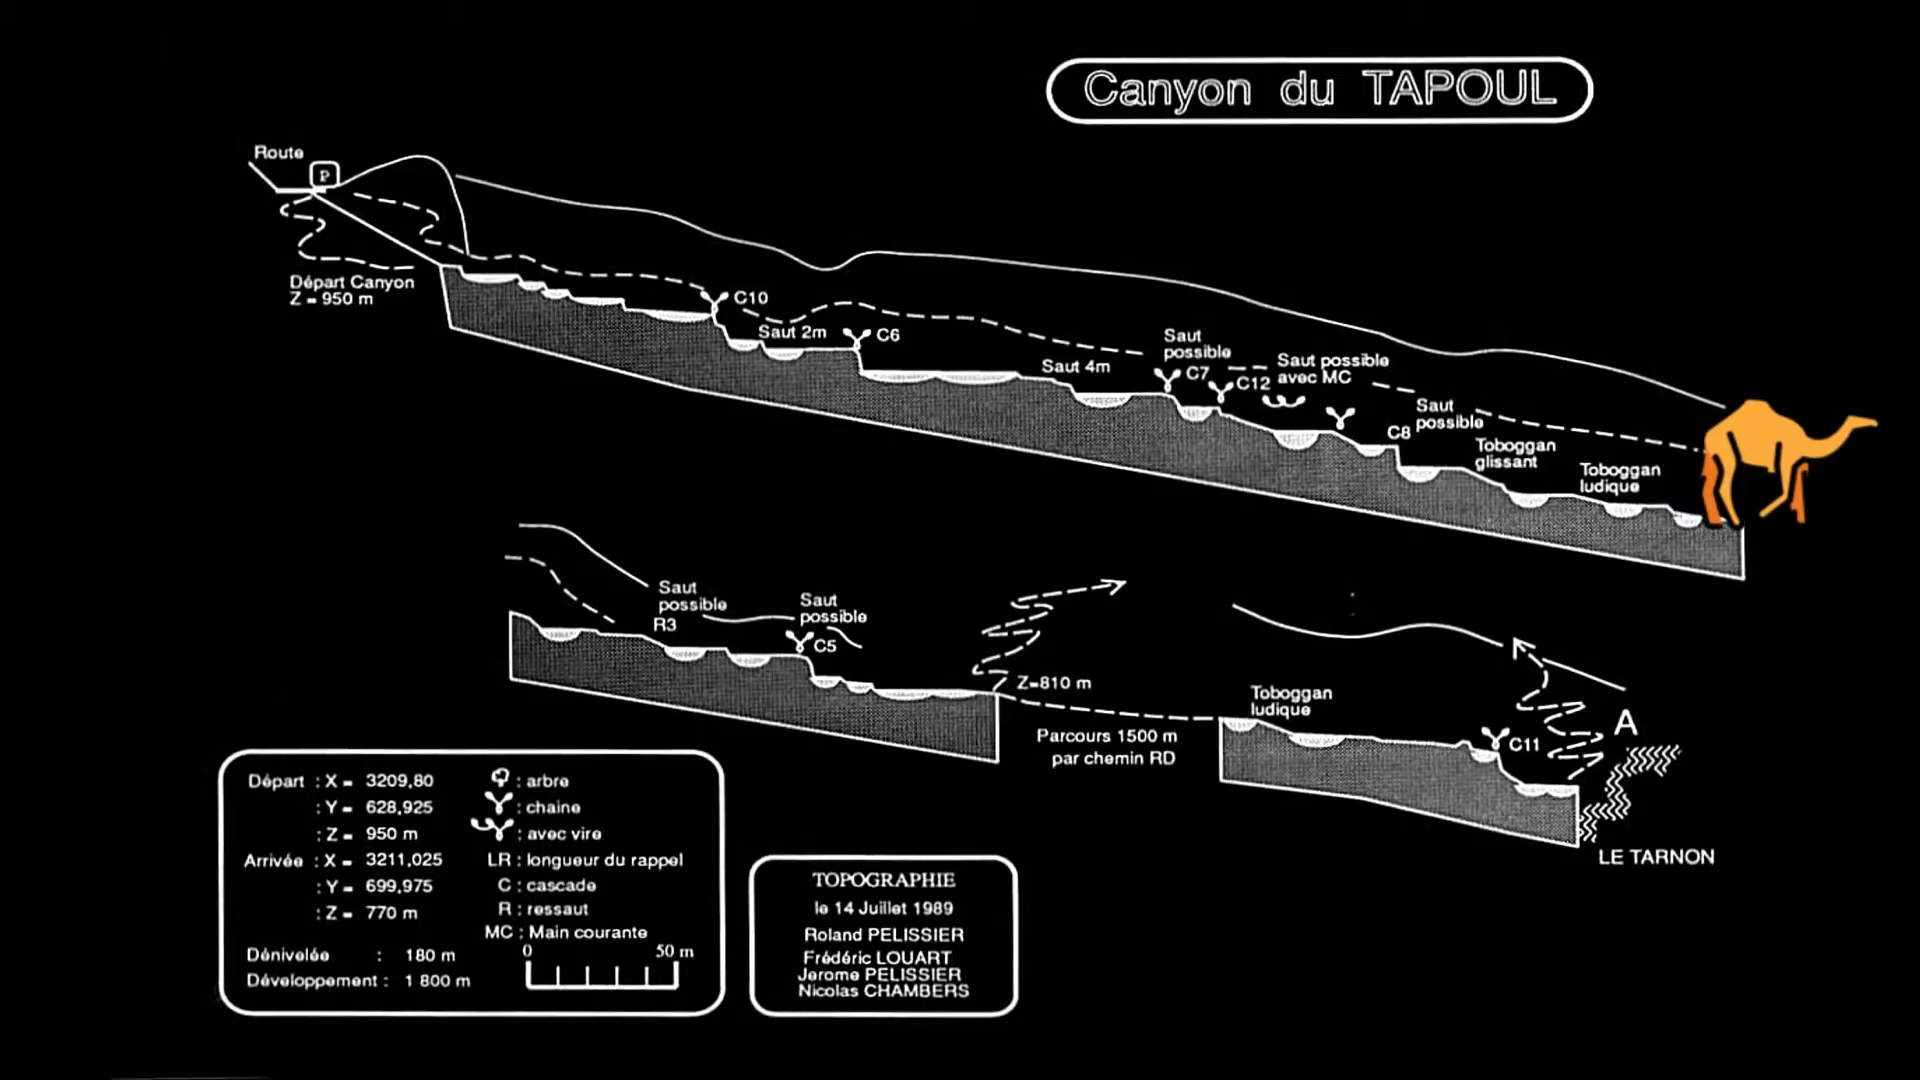 Canyon du TAPOUL
Route
P
Départ Canyon
Z = 950 m
C10
Saut 2m
C6
Saut 4m
Saut
possible
C7
C12
Saut possible
avec MC
C8
Saut
possible
Toboggan
glissant
Toboggan
ludique
Saut
possible
R3
Saut
possible
C5
Z=810 m
Parcours 1500 m
par chemin RD
Toboggan
ludique
C11
A
LE TARNON
Départ : X = 3209,80
: Y = 628,925
: Z = 950 m
Arrivée : X = 3211,025
: Y = 699,975
: Z = 770 m
Dénivelée : 180 m
Développement : 1 800 m
: arbre
: chaine
: avec vire
LR : longueur du rappel
C : cascade
R : ressaut
MC : Main courante
0 50 m
TOPOGRAPHIE
le 14 Juillet 1989
Roland PELISSIER
Frédéric LOUART
Jerome PELISSIER
Nicolas CHAMBERS